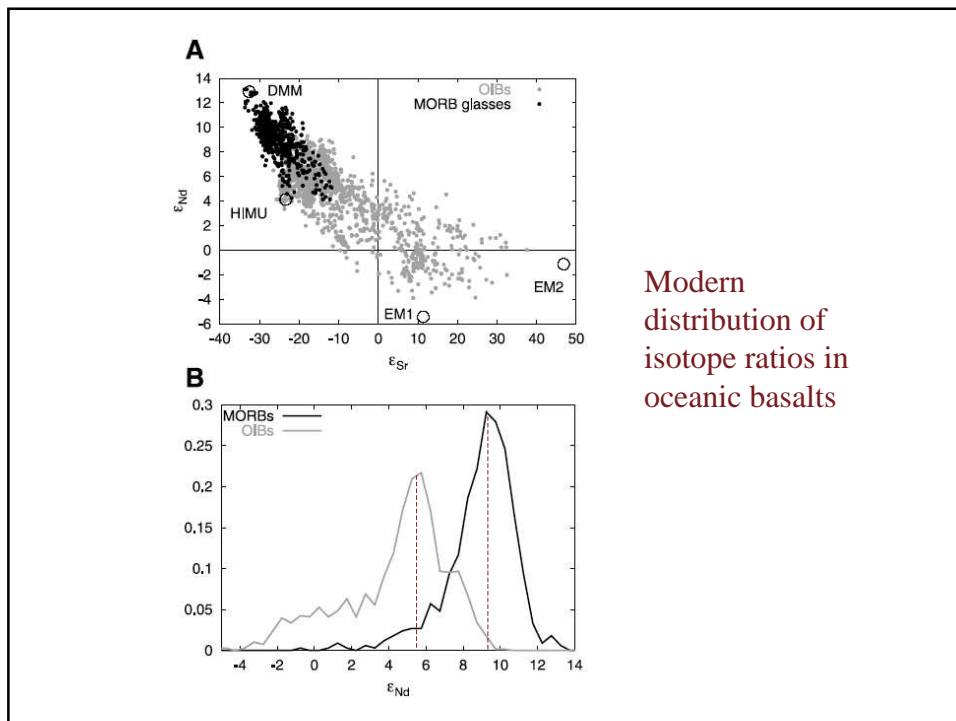 A
14
12
10
8
6
4
2
0
-2
-4
-6
εNd
DMM
OIBs
MORB glasses
HIMU
EM2
EM1
-40 -30 -20 -10 0 10 20 30 40 50
εSr
Modern
distribution of
isotope ratios in
oceanic basalts
B
0.3
0.25
0.2
0.15
0.1
0.05
0
MORBs
OIBs
-4 -2 0 2 4 6 8 10 12 14
εNd